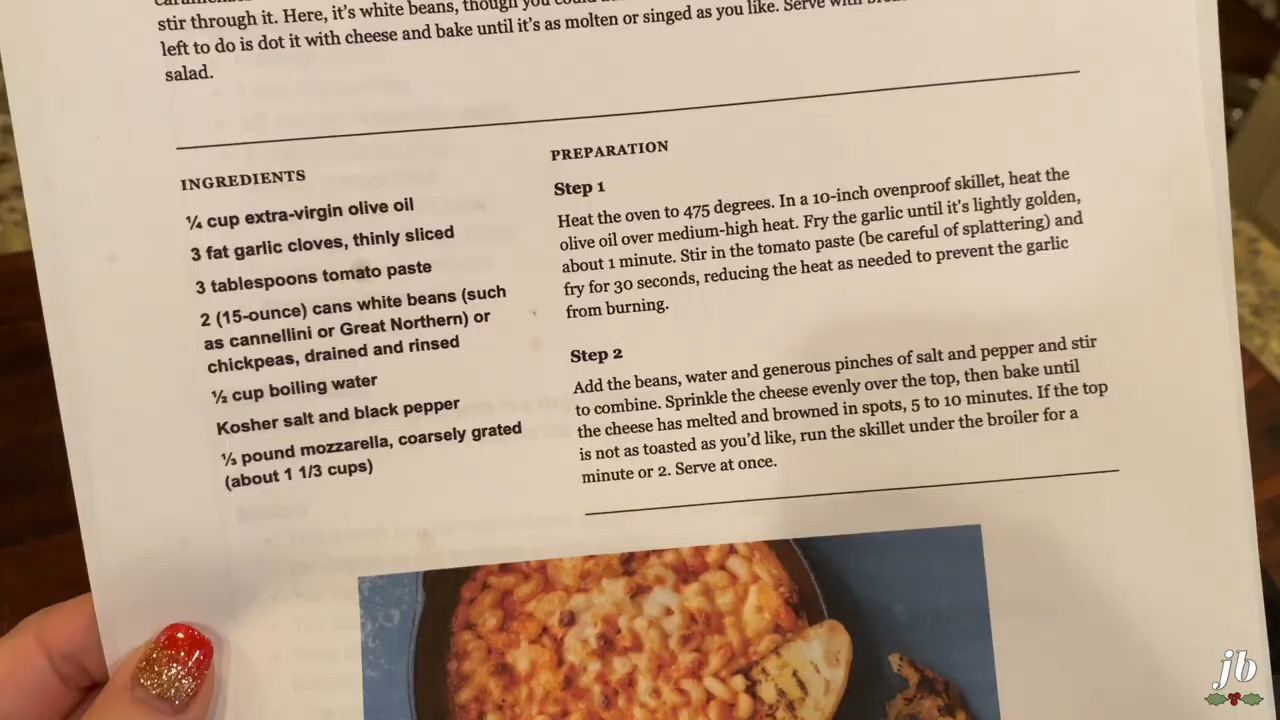 stir through it. Here, it's white beans, though you
left to do is dot it with cheese and bake until it's as molten or singed as you like. Serve with
salad.
INGREDIENTS
¼ cup extra-virgin olive oil
3 fat garlic cloves, thinly sliced
3 tablespoons tomato paste
2 (15-ounce) cans white beans (such
as cannellini or Great Northern) or
chickpeas, drained and rinsed
½ cup boiling water
Kosher salt and black pepper
⅓ pound mozzarella, coarsely grated
(about 1 1/3 cups)
PREPARATION
Step 1
Heat the oven to 475 degrees. In a 10-inch ovenproof skillet, heat the
olive oil over medium-high heat. Fry the garlic until it's lightly golden,
about 1 minute. Stir in the tomato paste (be careful of splattering) and
fry for 30 seconds, reducing the heat as needed to prevent the garlic
from burning.
Step 2
Add the beans, water and generous pinches of salt and pepper and stir
to combine. Sprinkle the cheese evenly over the top, then bake until
the cheese has melted and browned in spots, 5 to 10 minutes. If the top
is not as toasted as you'd like, run the skillet under the broiler for a
minute or 2. Serve at once.
jb